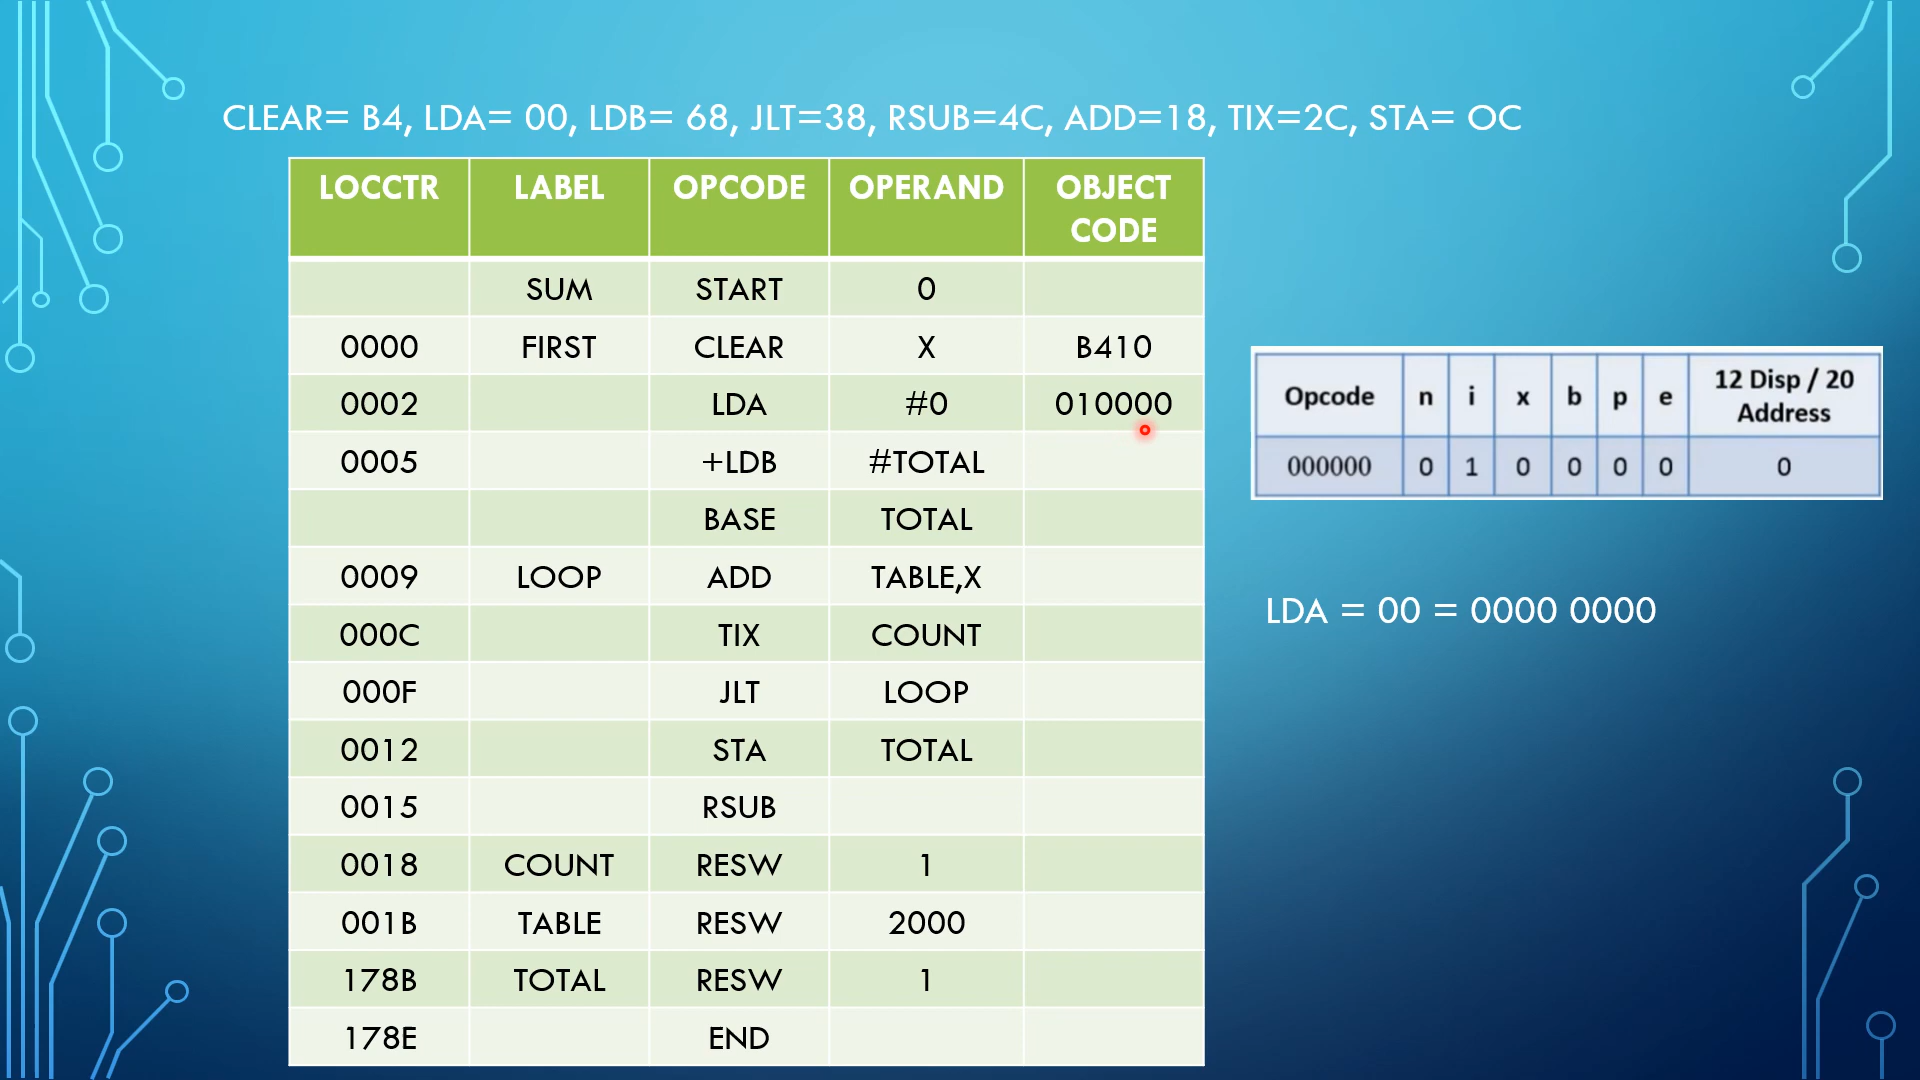 CLEAR= B4, LDA= 00, LDB= 68, JLT=38, RSUB=4C, ADD=18, TIX=2C, STA= OC
LOCCTR LABEL OPCODE OPERAND OBJECT CODE
SUM START 0
0000 FIRST CLEAR X B410
0002 LDA #0 010000
0005 +LDB #TOTAL
BASE TOTAL
0009 LOOP ADD TABLE,X
000C TIX COUNT
000F JLT LOOP
0012 STA TOTAL
0015 RSUB
0018 COUNT RESW 1
001B TABLE RESW 2000
178B TOTAL RESW 1
178E END
Opcode n i x b p e 12 Disp / 20 Address
000000 0 1 0 0 0 0 0
LDA = 00 = 0000 0000